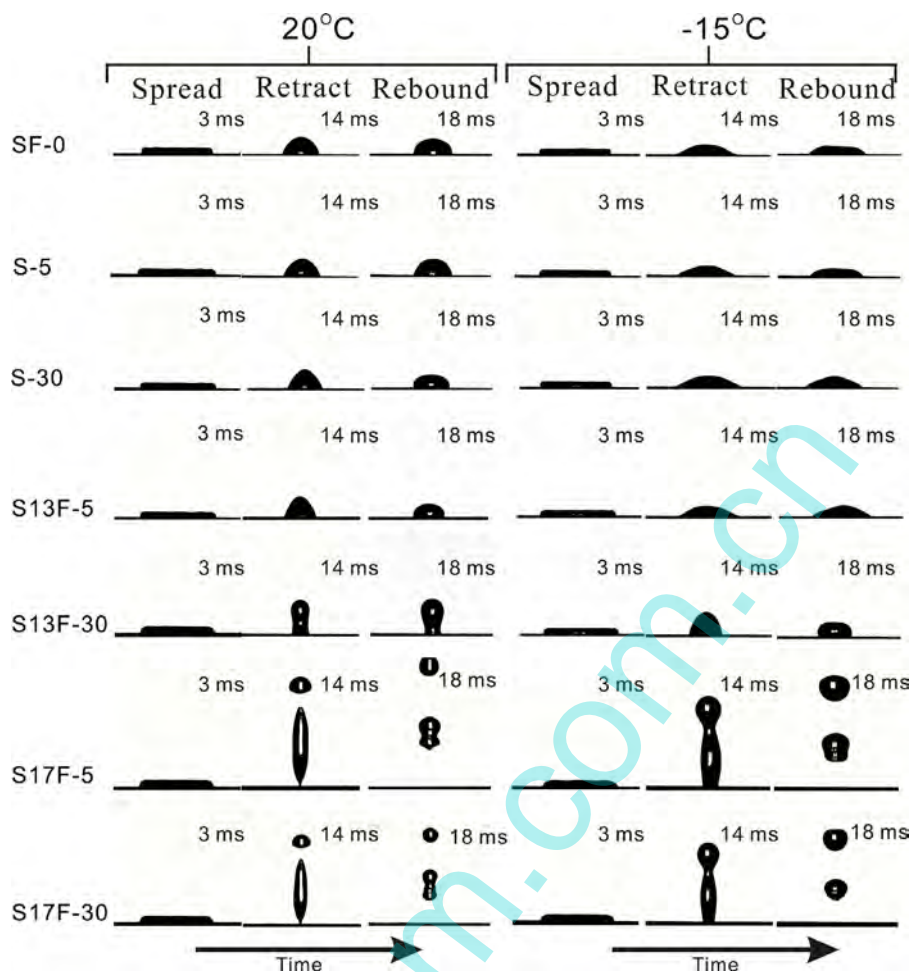 20°C -15°C
Spread Retract Rebound Spread Retract Rebound
3 ms 14 ms 18 ms 3 ms 14 ms 18 ms
SF-0
3 ms 14 ms 18 ms 3 ms 14 ms 18 ms
S-5
3 ms 14 ms 18 ms 3 ms 14 ms 18 ms
S-30
3 ms 14 ms 18 ms 3 ms 14 ms 18 ms
S13F-5
3 ms 14 ms 18 ms 3 ms 14 ms 18 ms
S13F-30
3 ms 14 ms 18 ms 3 ms 14 ms 18 ms
S17F-5
3 ms 14 ms 18 ms 3 ms 14 ms 18 ms
S17F-30
Time Time
m.com.cn